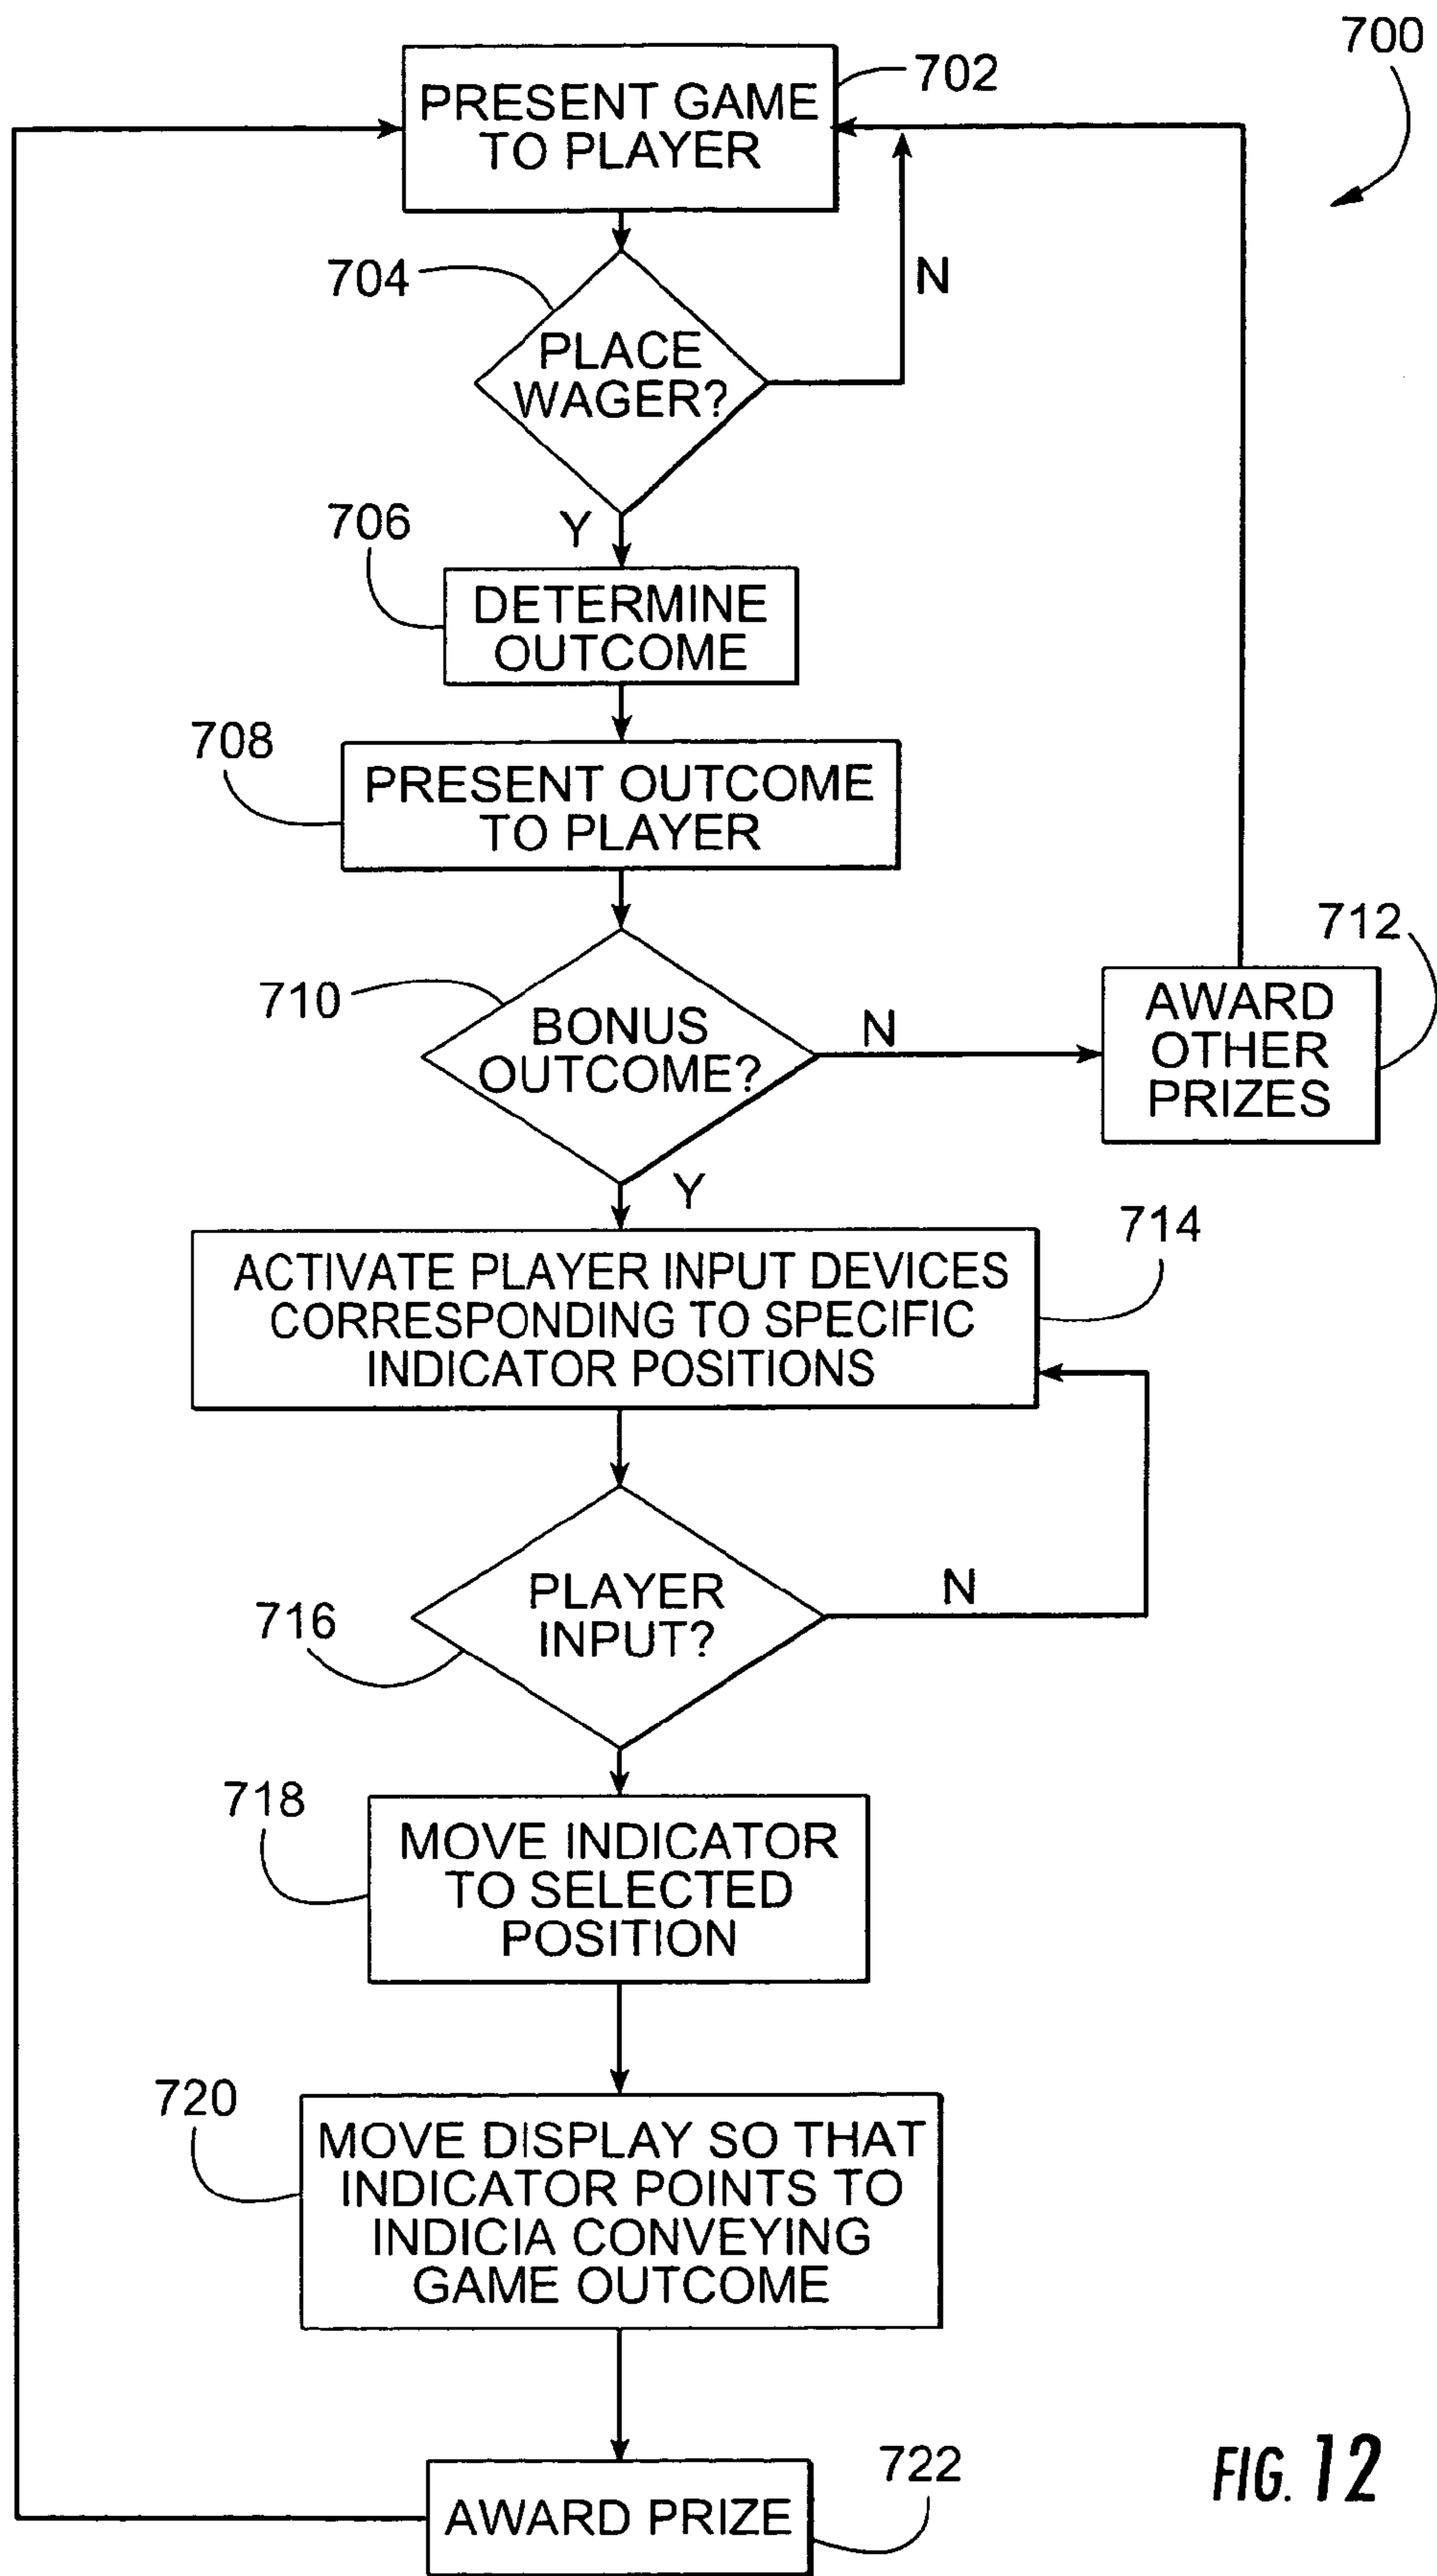 700
702
PRESENT GAME
TO PLAYER
704
N
PLACE
WAGER?
706
Y
DETERMINE
OUTCOME
708
PRESENT OUTCOME
TO PLAYER
712
710
BONUS
OUTCOME?
N
AWARD
OTHER
PRIZES
Y
714
ACTIVATE PLAYER INPUT DEVICES
CORRESPONDING TO SPECIFIC
INDICATOR POSITIONS
716
PLAYER
INPUT?
N
718
MOVE INDICATOR
TO SELECTED
POSITION
720
MOVE DISPLAY SO THAT
INDICATOR POINTS TO
INDICIA CONVEYING
GAME OUTCOME
722
AWARD PRIZE
FIG. 12